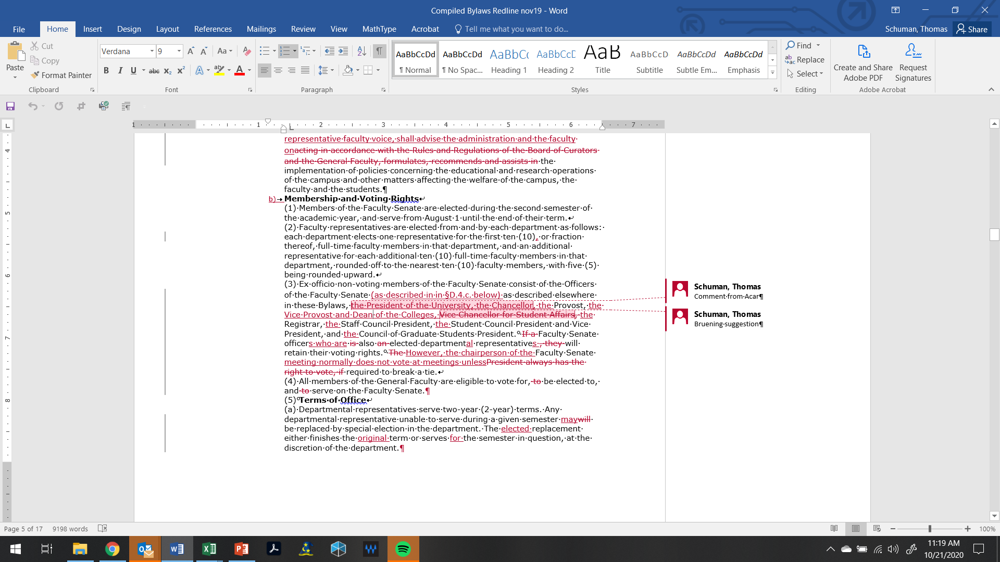 Compiled Bylaws Redline nov19 - Word
File Home Insert Design Layout References Mailings Review View MathType Acrobat Tell me what you want to do... Schuman, Thomas Share
Paste
Cut
Copy
Format Painter
Clipboard
Verdana 9
Font
Paragraph
AaBbCcDd AaBbCcDd AaBbC AaBbCcD AaB AaBbCcD AaBbCcDd AaBbCcDd
¶ Normal ¶ No Spac... Heading 1 Heading 2 Title Subtitle Subtle Em... Emphasis
Styles
Find
Replace
Select
Editing
Create and Share Adobe PDF
Request Signatures
Adobe Acrobat
1 1 2 3 4 5 6 7
4
5
6
7
8
representative faculty voice, shall advise the administration and the faculty
onacting in accordance with the Rules and Regulations of the Board of Curators
and the General Faculty, formulates, recommends and assists in the
implementation of policies concerning the educational and research operations
of the campus and other matters affecting the welfare of the campus, the
faculty and the students.¶
b) Membership and Voting Rights
(1) Members of the Faculty Senate are elected during the second semester of
the academic year, and serve from August 1 until the end of their term.
(2) Faculty representatives are elected from and by each department as follows:
each department elects one representative for the first ten (10), or fraction
thereof, full-time faculty members in that department, and an additional
representative for each additional ten (10) full-time faculty members in that
department, rounded off to the nearest ten (10) faculty members, with five (5)
being rounded upward.
(3) Ex officio non-voting members of the Faculty Senate consist of the Officers
of the Faculty Senate (as described in in §D.4.c. below) as described elsewhere
in these Bylaws, the President of the University, the Chancellor, the Provost, the
Vice Provost and Dean of the Colleges, Vice Chancellor for Student Affairs, the
Registrar, the Staff Council President, the Student Council President and Vice
President, and the Council of Graduate Students President. If a Faculty Senate
officers who are is also an elected departmental representatives , they will
retain their voting rights. The However, the chairperson of the Faculty Senate
meeting normally does not vote at meetings unlessPresident always has the
right to vote, if required to break a tie.
(4) All members of the General Faculty are eligible to vote for, to be elected to,
and to serve on the Faculty Senate.¶
(5) Terms of Office
(a) Departmental representatives serve two-year (2-year) terms. Any
departmental representative unable to serve during a given semester maywill
be replaced by special election in the department. The elected replacement
either finishes the original term or serves for the semester in question, at the
discretion of the department.¶
Schuman, Thomas
Comment from Acar¶
Schuman, Thomas
Bruening suggestion¶
Page 5 of 17 9198 words 100%
11:19 AM
10/21/2020